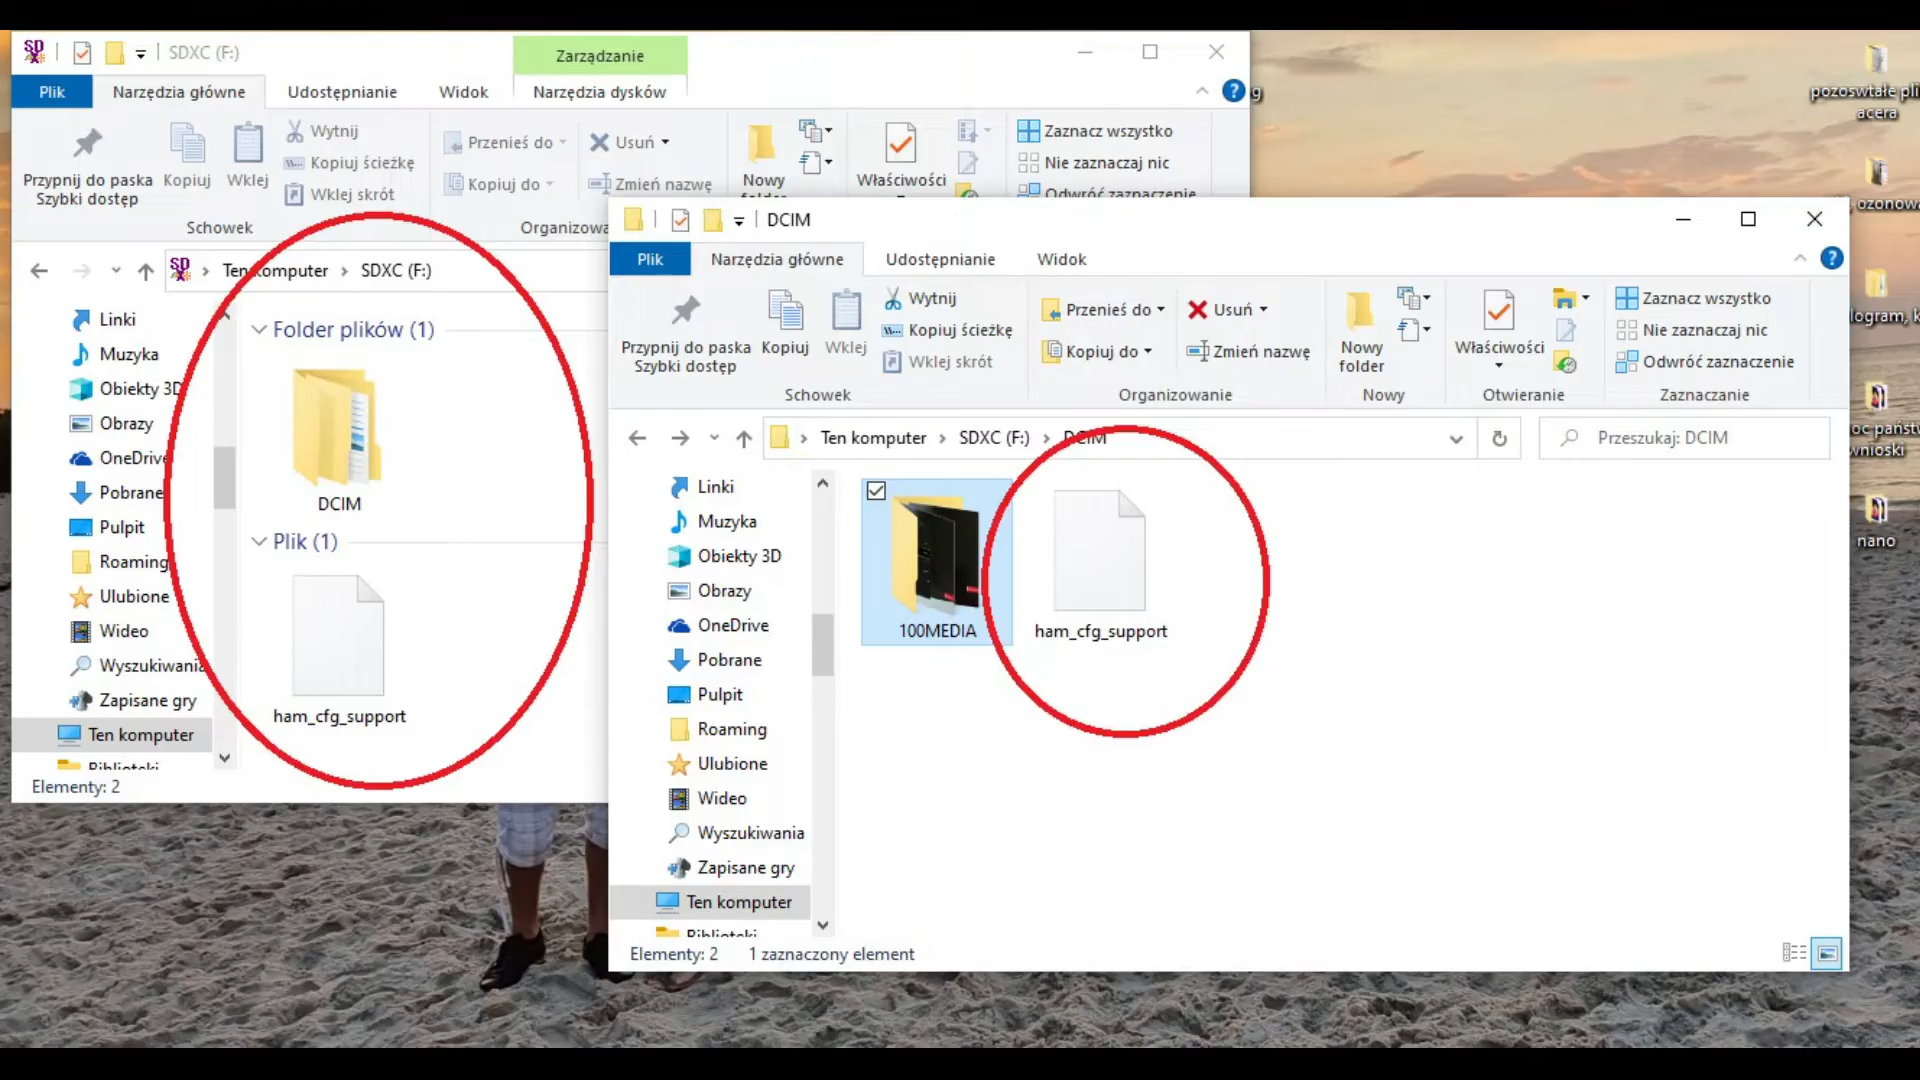 SD
SDXC (F:)
Zarządzanie
Plik
Narzędzia główne
Udostępnianie
Widok
Narzędzia dysków
?
Przypnij do paska
Szybki dostęp
Kopiuj
Wklej
Wytnij
Kopiuj ścieżkę
Wklej skrót
Schowek
Przenieś do
Kopiuj do
Usuń
Zmień nazwę
Nowy
Właściwości
Zaznacz wszystko
Nie zaznaczaj nic
Odwróć zaznaczenie
SD
Ten komputer
SDXC (F:)
Linki
Muzyka
Obiekty 3D
Obrazy
OneDrive
Pobrane
Pulpit
Roaming
Ulubione
Wideo
Wyszukiwania
Zapisane gry
Ten komputer
Biblioteki
Folder plików (1)
DCIM
Plik (1)
ham_cfg_support
Elementy: 2
DCIM
Plik
Narzędzia główne
Udostępnianie
Widok
?
Przypnij do paska
Szybki dostęp
Kopiuj
Wklej
Wytnij
Kopiuj ścieżkę
Wklej skrót
Schowek
Przenieś do
Kopiuj do
Usuń
Zmień nazwę
Organizowanie
Nowy
folder
Nowy
Właściwości
Otwieranie
Zaznacz wszystko
Nie zaznaczaj nic
Odwróć zaznaczenie
Zaznaczanie
Ten komputer
SDXC (F:)
DCIM
Przeszukaj: DCIM
Linki
Muzyka
Obiekty 3D
Obrazy
OneDrive
Pobrane
Pulpit
Roaming
Ulubione
Wideo
Wyszukiwania
Zapisane gry
Ten komputer
Biblioteki
100MEDIA
ham_cfg_support
Elementy: 2
1 zaznaczony element
pozoswtałe pli
acera
wnioski
nano